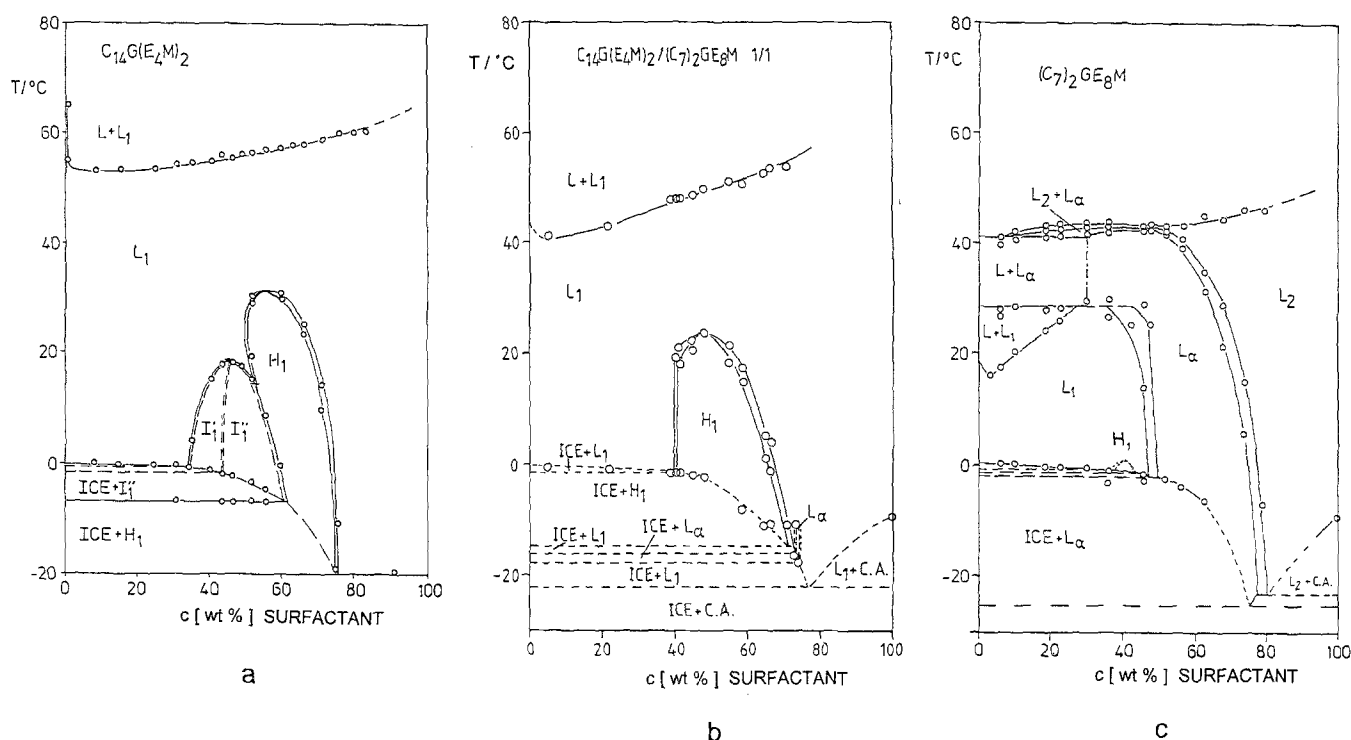 80
C₁₄G(E₄M)₂
T/°C
60
L+L₁
40
L₁
20
H₁
I₁' I₁''
0
ICE+I₁''
ICE+H₁
-20
0 20 40 60 80 100
c [wt %] SURFACTANT
a
80
C₁₄G(E₄M)₂/(C₇)₂GE₈M 1/1
T/°C
60
L+L₁
40
L₁
20
H₁
ICE+L₁
0
ICE+H₁
ICE+Lα
Lα
ICE+L₁
ICE+L₁
L₁+C.A.
-20
ICE+C.A.
0 20 40 60 80 100
c [wt %] SURFACTANT
b
80
(C₇)₂GE₈M
T/°C
60
L₂+Lα
40
L+Lα
L₂
L+L₁
20
Lα
L₁
H₁
0
ICE+Lα
L₂+C.A.
-20
0 20 40 60 80 100
c [wt %] SURFACTANT
c